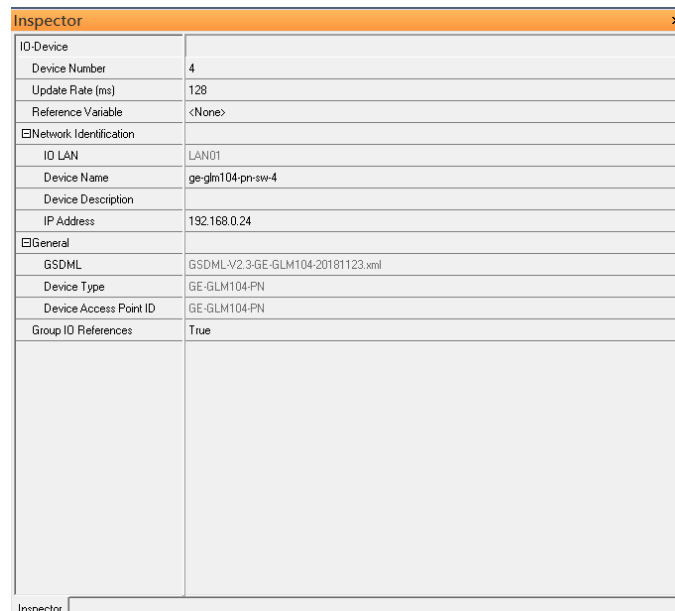 Inspector
IO-Device
Device Number 4
Update Rate (ms) 128
Reference Variable <None>
Network Identification
IO LAN LAN01
Device Name ge-glm104-pn-sw-4
Device Description
IP Address 192.168.0.24
General
GSDML GSDML-V2.3-GE-GLM104-20181123.xml
Device Type GE-GLM104-PN
Device Access Point ID GE-GLM104-PN
Group IO References True
Inspector